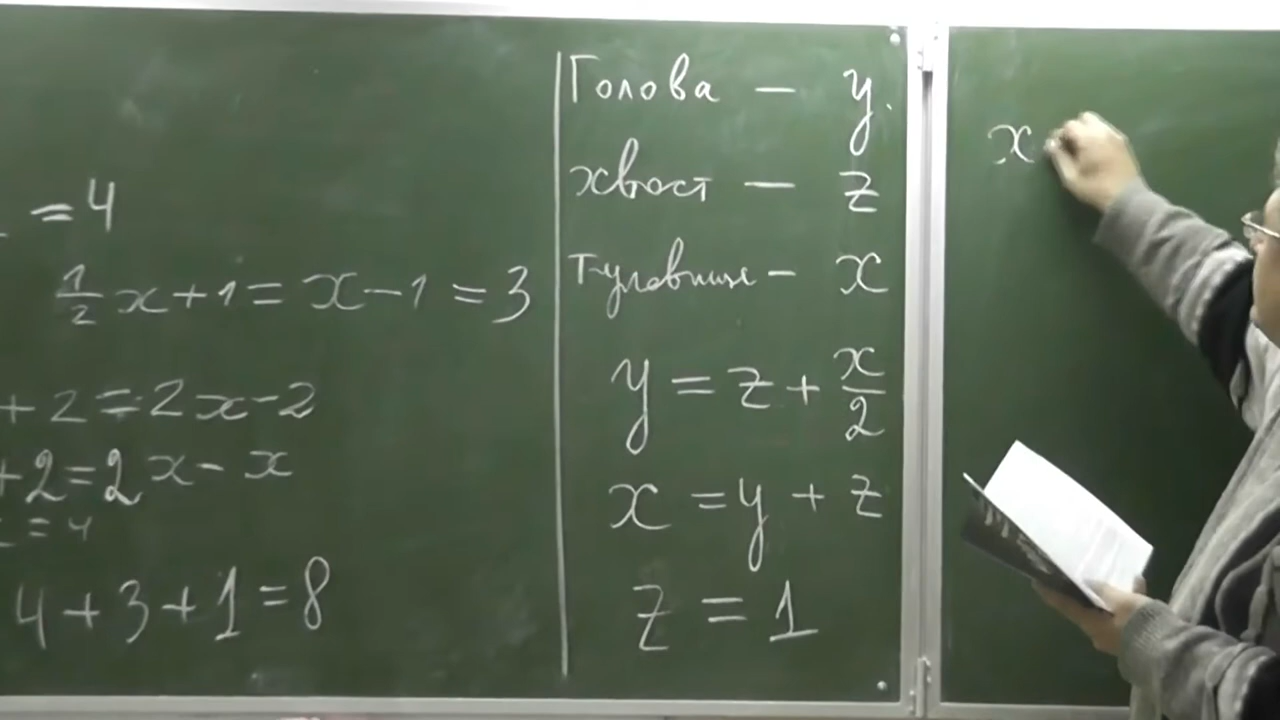 = 4
1/2 x + 1 = x - 1 = 3
+ 2 = 2x - 2
+ 2 = 2x - x
= 4
4 + 3 + 1 = 8
Голова — y.
хвост — z
туловище — x
y = z + x/2
x = y + z
z = 1
x